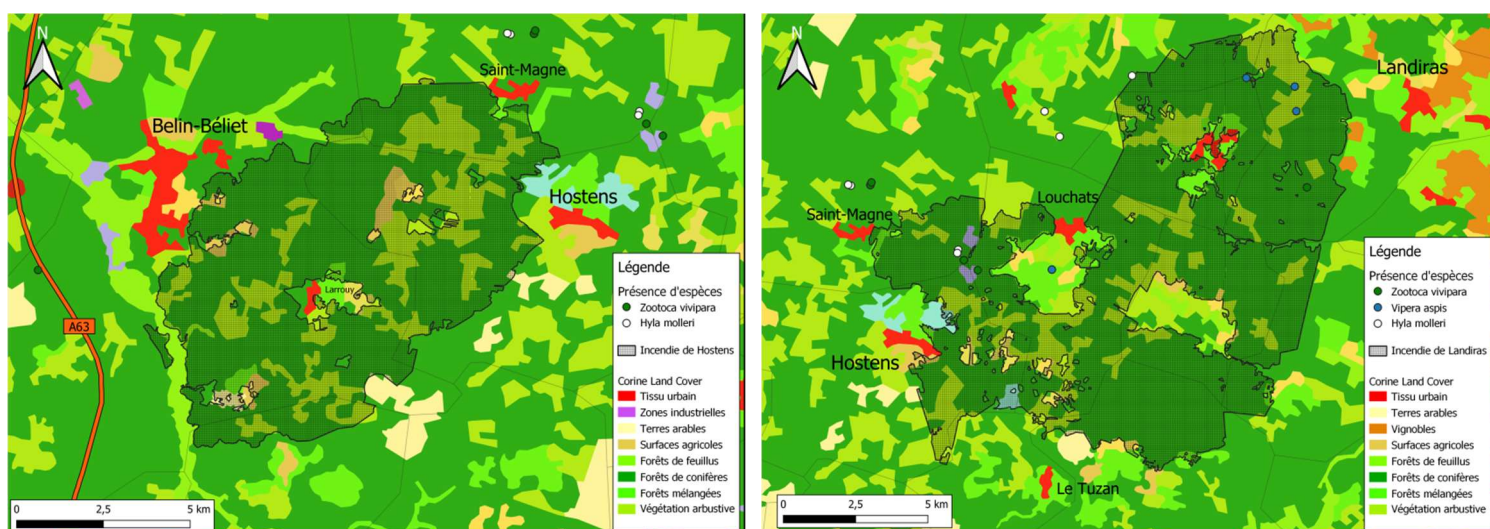 N
Saint-Magne
Belin-Béliet
Hostens
Larrouy
A63
Légende
Présence d'espèces
Zootoca vivipara
Hyla molleri
Incendie de Hostens
Corine Land Cover
Tissu urbain
Zones industrielles
Terres arables
Surfaces agricoles
Forêts de feuillus
Forêts de conifères
Forêts mélangées
Végétation arbustive
0 2,5 5 km
N
Landiras
Louchats
Saint-Magne
Hostens
Le Tuzan
Légende
Présence d'espèces
Zootoca vivipara
Vipera aspis
Hyla molleri
Incendie de Landiras
Corine Land Cover
Tissu urbain
Terres arables
Vignobles
Surfaces agricoles
Forêts de feuillus
Forêts de conifères
Forêts mélangées
Végétation arbustive
0 2,5 5 km